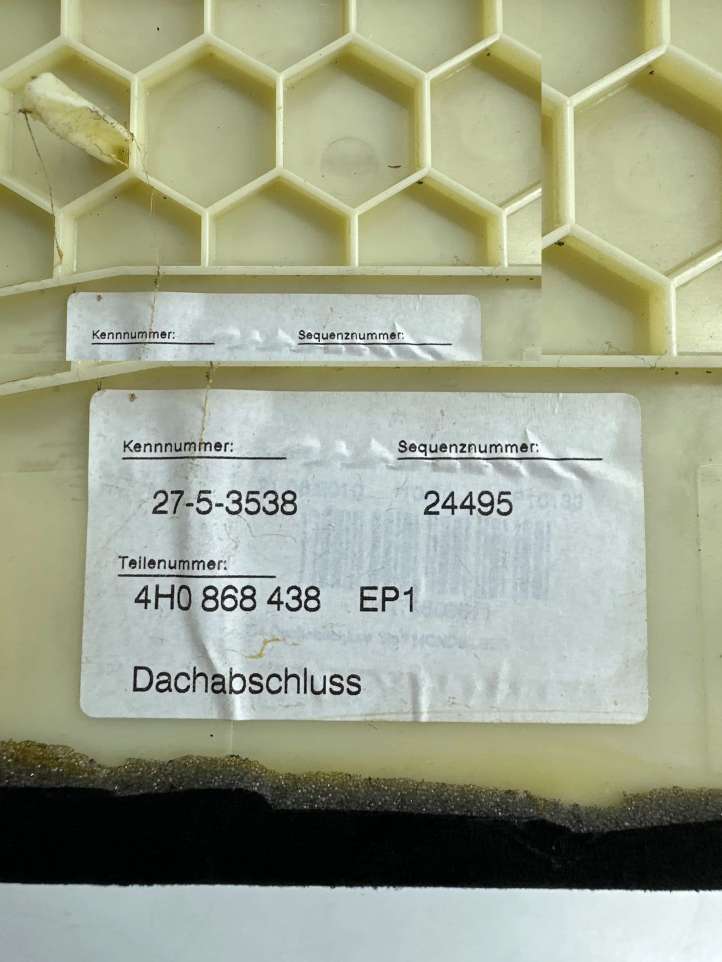 Kennnummer: Sequenznummer:
Kennnummer: Sequenznummer:
27-5-3538 24495
Teilenummer:
4H0 868 438 EP1
Dachabschluss